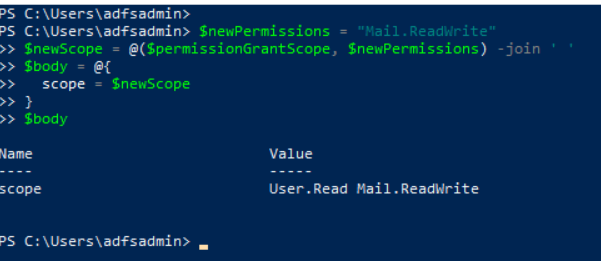 PS C:\Users\adfsadmin>
PS C:\Users\adfsadmin> $newPermissions = "Mail.ReadWrite"
>> $newScope = @($permissionGrantScope, $newPermissions) -join ' '
>> $body = @{
>>   scope = $newScope
>> }
>> $body
Name                           Value
----                           -----
scope                          User.Read Mail.ReadWrite
PS C:\Users\adfsadmin>